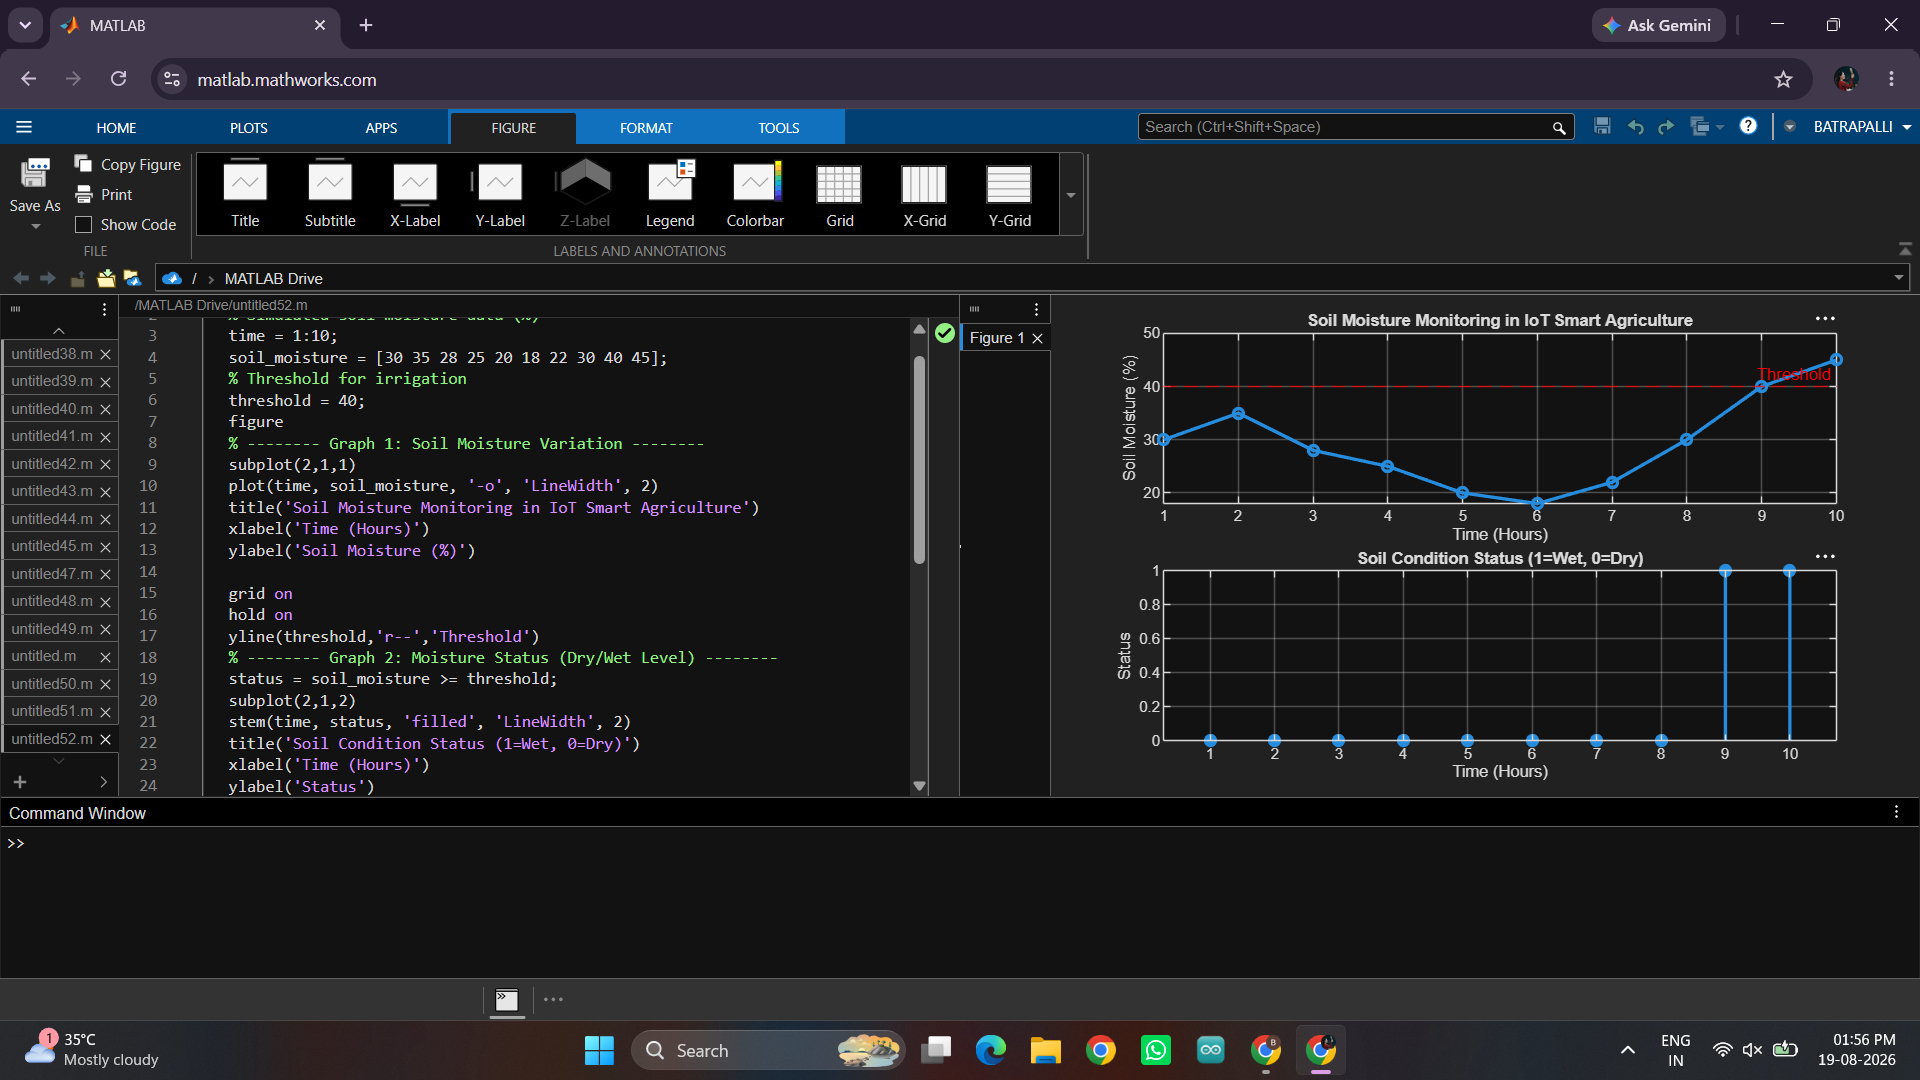 MATLAB
Ask Gemini
matlab.mathworks.com
HOME PLOTS APPS FIGURE FORMAT TOOLS
Search (Ctrl+Shift+Space)
BATRAPALLI
Save As
Copy Figure
Print
Show Code
FILE
Title Subtitle X-Label Y-Label Z-Label Legend Colorbar Grid X-Grid Y-Grid
LABELS AND ANNOTATIONS
/ › MATLAB Drive
untitled38.m
untitled39.m
untitled40.m
untitled41.m
untitled42.m
untitled43.m
untitled44.m
untitled45.m
untitled47.m
untitled48.m
untitled49.m
untitled.m
untitled50.m
untitled51.m
untitled52.m
/MATLAB Drive/untitled52.m
2 % Simulated soil moisture data (%)
3 time = 1:10;
4 soil_moisture = [30 35 28 25 20 18 22 30 40 45];
5 % Threshold for irrigation
6 threshold = 40;
7 figure
8 % -------- Graph 1: Soil Moisture Variation --------
9 subplot(2,1,1)
10 plot(time, soil_moisture, '-o', 'LineWidth', 2)
11 title('Soil Moisture Monitoring in IoT Smart Agriculture')
12 xlabel('Time (Hours)')
13 ylabel('Soil Moisture (%)')
14
15 grid on
16 hold on
17 yline(threshold,'r--','Threshold')
18 % -------- Graph 2: Moisture Status (Dry/Wet Level) --------
19 status = soil_moisture >= threshold;
20 subplot(2,1,2)
21 stem(time, status, 'filled', 'LineWidth', 2)
22 title('Soil Condition Status (1=Wet, 0=Dry)')
23 xlabel('Time (Hours)')
24 ylabel('Status')
Figure 1
Soil Moisture Monitoring in IoT Smart Agriculture
Soil Moisture (%)
50
40
30
20
Threshold
1 2 3 4 5 6 7 8 9 10
Time (Hours)
Soil Condition Status (1=Wet, 0=Dry)
Status
1
0.8
0.6
0.4
0.2
0
1 2 3 4 5 6 7 8 9 10
Time (Hours)
Command Window
>>
1
35°C
Mostly cloudy
Search
B
ENG
IN
01:56 PM
19-08-2026